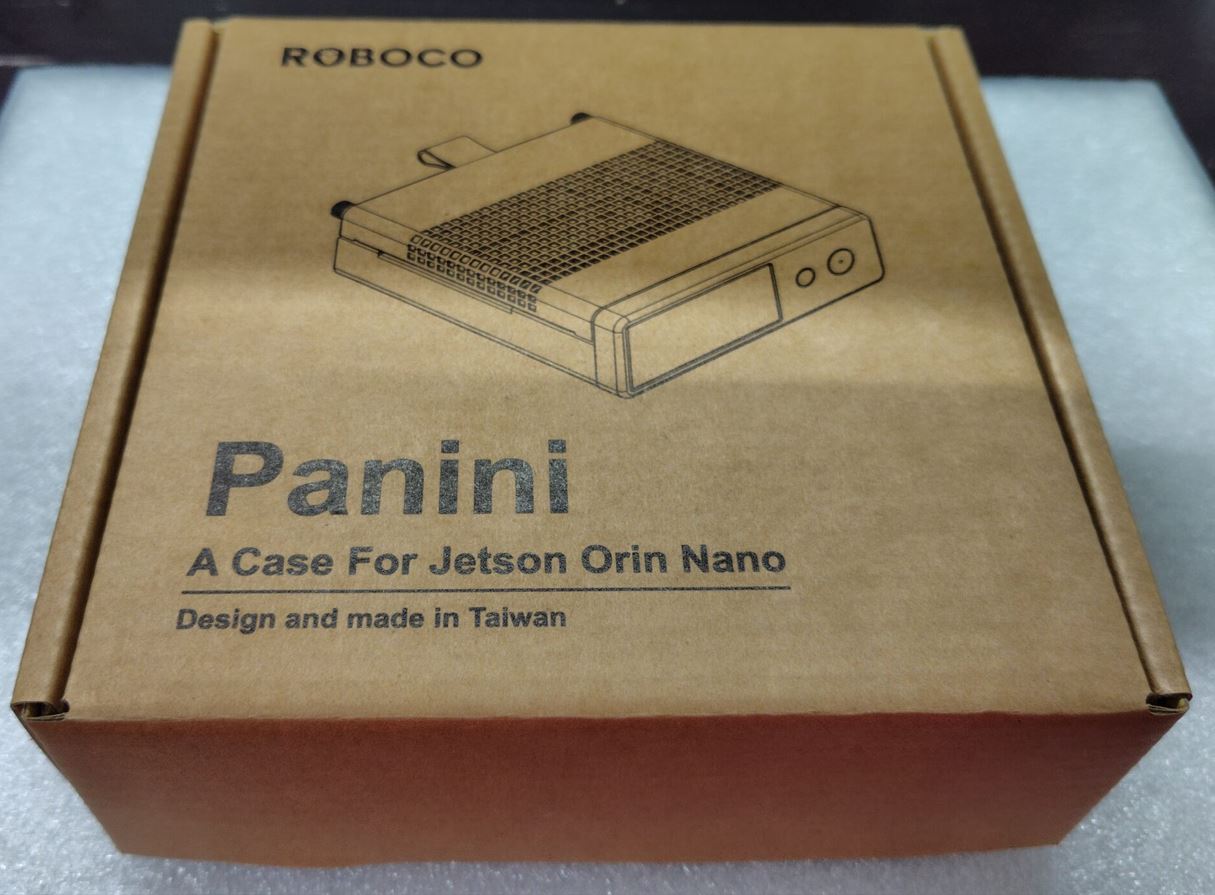 ROBOCO
Panini
A Case For Jetson Orin Nano
Design and made in Taiwan